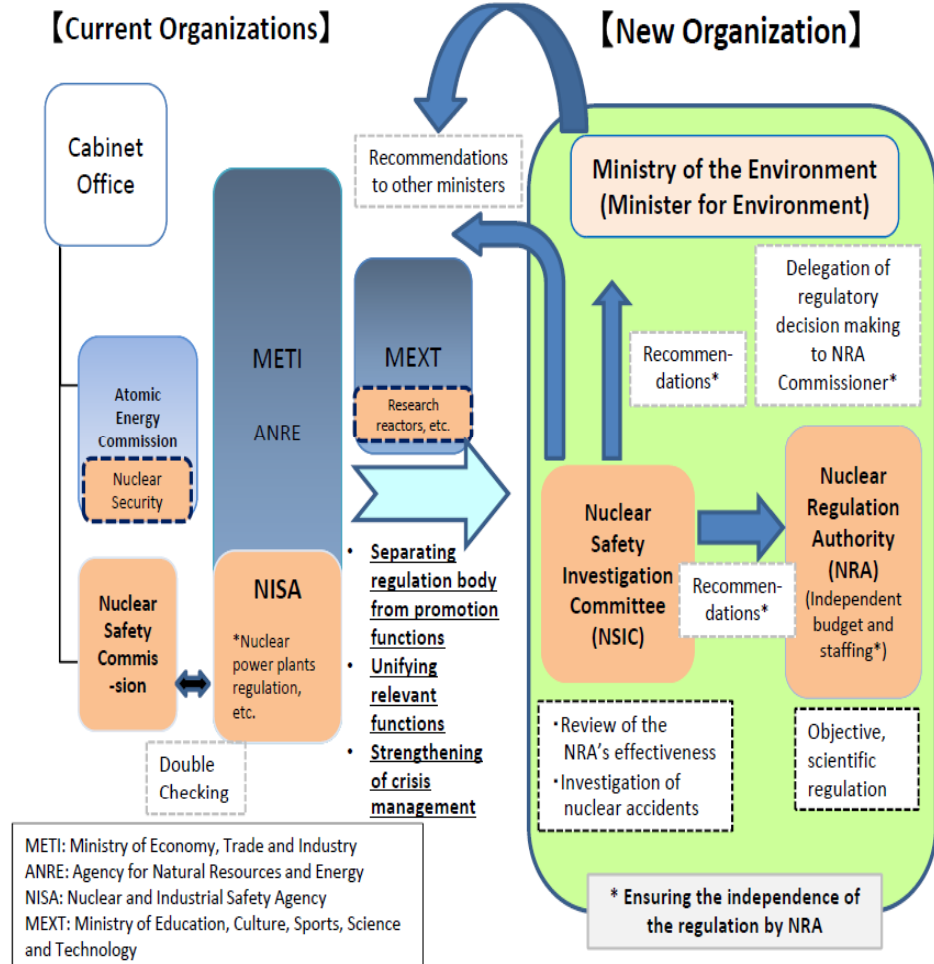 【Current Organizations】
【New Organization】
Cabinet
Office
Recommendations
to other ministers
Ministry of the Environment
(Minister for Environment)
Delegation of
regulatory
decision making
to NRA
Commissioner*
Recommen-
dations*
METI
ANRE
MEXT
Research
reactors, etc.
Atomic
Energy
Commission
Nuclear
Security
Nuclear
Safety
Commis
-sion
NISA
*Nuclear
power plants
regulation,
etc.
Double
Checking
• Separating
regulation body
from promotion
functions
• Unifying
relevant
functions
• Strengthening
of crisis
management
Nuclear
Safety
Investigation
Committee
(NSIC)
Recommen-
dations*
Nuclear
Regulation
Authority
(NRA)
(Independent
budget and
staffing*)
・Review of the
NRA's effectiveness
・Investigation of
nuclear accidents
Objective,
scientific
regulation
* Ensuring the independence of
the regulation by NRA
METI: Ministry of Economy, Trade and Industry
ANRE: Agency for Natural Resources and Energy
NISA: Nuclear and Industrial Safety Agency
MEXT: Ministry of Education, Culture, Sports, Science
and Technology